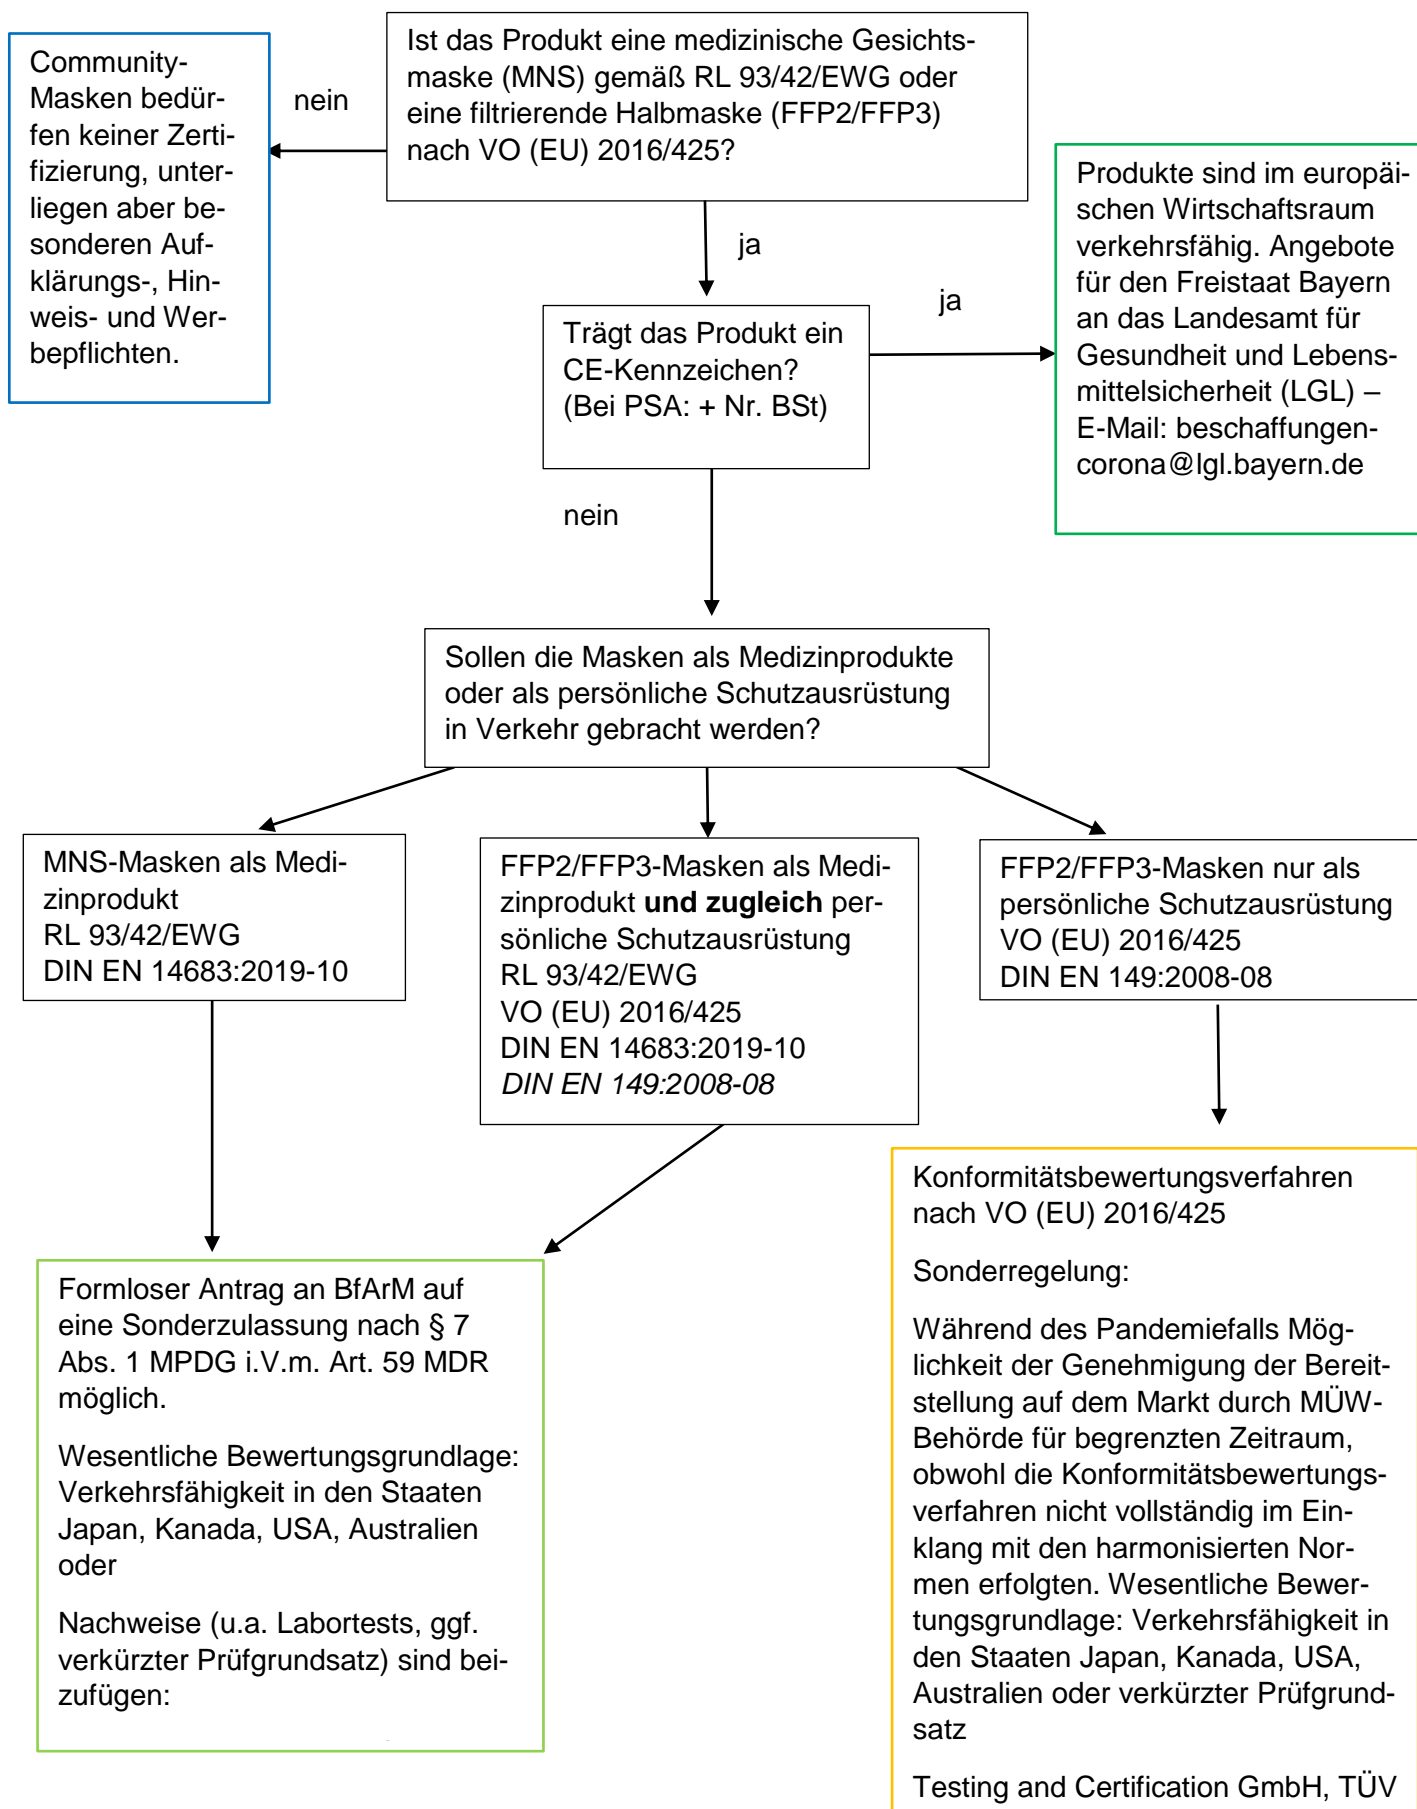 Ist das Produkt eine medizinische Gesichts-
maske (MNS) gemäß RL 93/42/EWG oder
eine filtrierende Halbmaske (FFP2/FFP3)
nach VO (EU) 2016/425?
nein
Community-
Masken bedür-
fen keiner Zerti-
fizierung, unter-
liegen aber be-
sonderen Auf-
klärungs-, Hin-
weis- und Wer-
bepflichten.
ja
Trägt das Produkt ein
CE-Kennzeichen?
(Bei PSA: + Nr. BSt)
ja
Produkte sind im europäi-
schen Wirtschaftsraum
verkehrsfähig. Angebote
für den Freistaat Bayern
an das Landesamt für
Gesundheit und Lebens-
mittelsicherheit (LGL) –
E-Mail: beschaffungen-
corona@lgl.bayern.de
nein
Sollen die Masken als Medizinprodukte
oder als persönliche Schutzausrüstung
in Verkehr gebracht werden?
MNS-Masken als Medi-
zinprodukt
RL 93/42/EWG
DIN EN 14683:2019-10
FFP2/FFP3-Masken als Medi-
zinprodukt und zugleich per-
sönliche Schutzausrüstung
RL 93/42/EWG
VO (EU) 2016/425
DIN EN 14683:2019-10
DIN EN 149:2008-08
FFP2/FFP3-Masken nur als
persönliche Schutzausrüstung
VO (EU) 2016/425
DIN EN 149:2008-08
Formloser Antrag an BfArM auf
eine Sonderzulassung nach § 7
Abs. 1 MPDG i.V.m. Art. 59 MDR
möglich.
Wesentliche Bewertungsgrundlage:
Verkehrsfähigkeit in den Staaten
Japan, Kanada, USA, Australien
oder
Nachweise (u.a. Labortests, ggf.
verkürzter Prüfgrundsatz) sind bei-
zufügen:
Konformitätsbewertungsverfahren
nach VO (EU) 2016/425
Sonderregelung:
Während des Pandemiefalls Mög-
lichkeit der Genehmigung der Bereit-
stellung auf dem Markt durch MÜW-
Behörde für begrenzten Zeitraum,
obwohl die Konformitätsbewertungs-
verfahren nicht vollständig im Ein-
klang mit den harmonisierten Nor-
men erfolgten. Wesentliche Bewer-
tungsgrundlage: Verkehrsfähigkeit in
den Staaten Japan, Kanada, USA,
Australien oder verkürzter Prüfgrund-
satz
Testing and Certification GmbH, TÜV